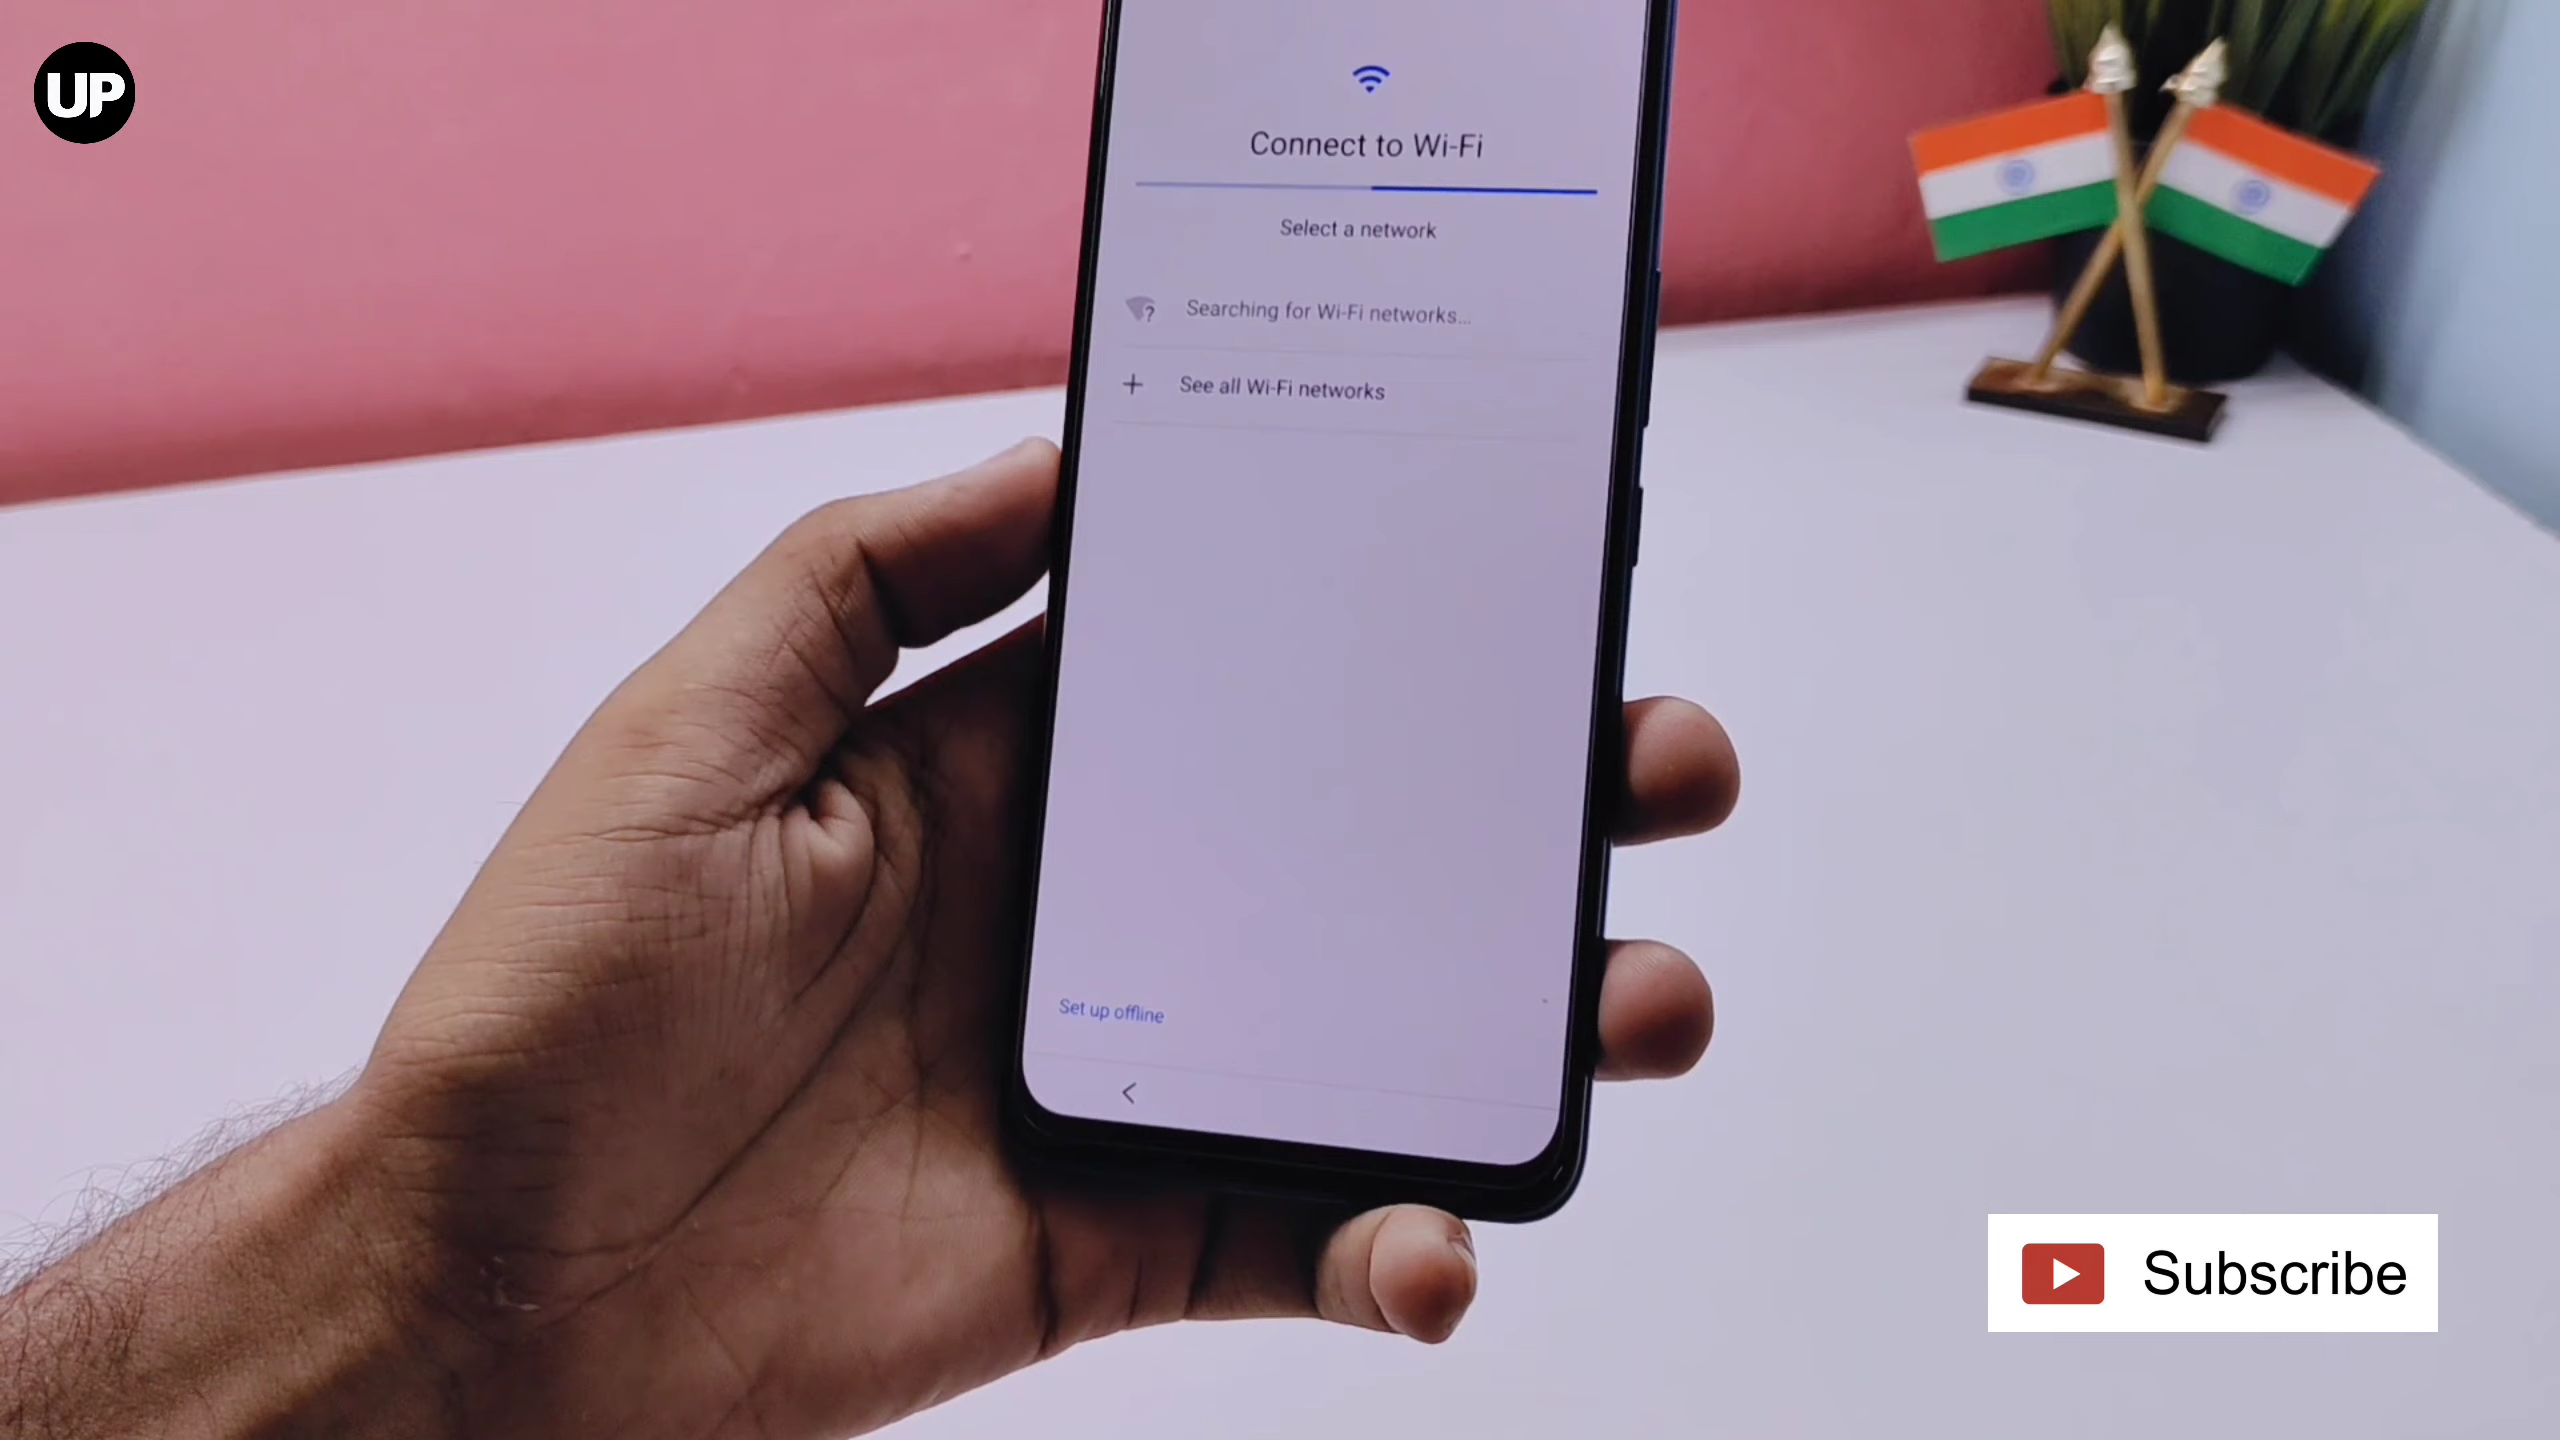 UP
Connect to Wi-Fi
Select a network
Searching for Wi-Fi networks...
See all Wi-Fi networks
Set up offline
Subscribe